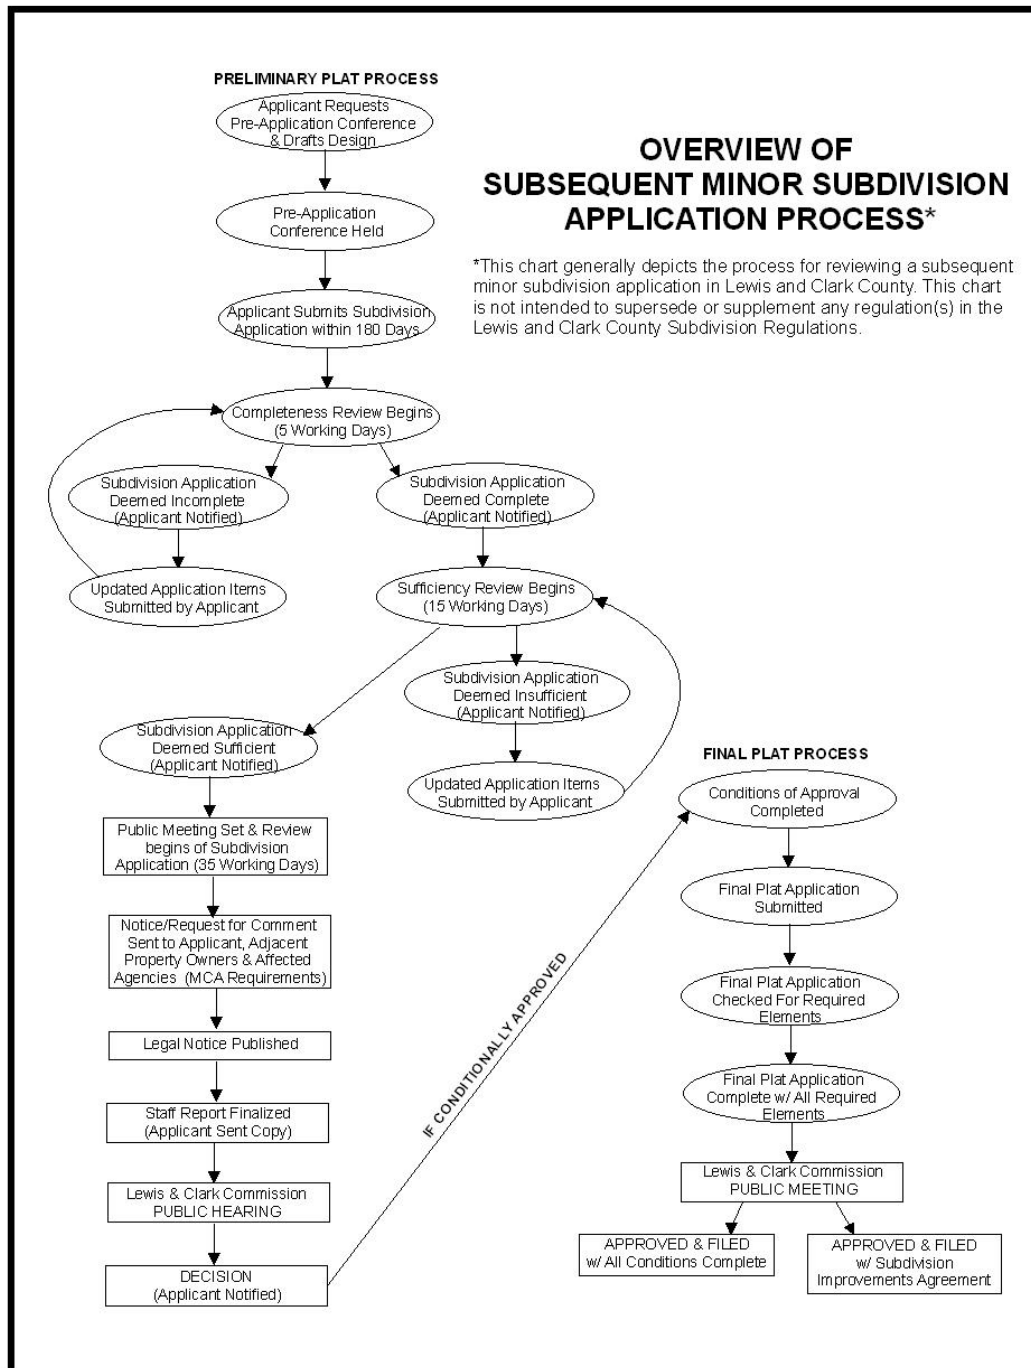 PRELIMINARY PLAT PROCESS
Applicant Requests
Pre-Application Conference
& Drafts Design
OVERVIEW OF
SUBSEQUENT MINOR SUBDIVISION
APPLICATION PROCESS*
*This chart generally depicts the process for reviewing a subsequent
minor subdivision application in Lewis and Clark County. This chart
is not intended to supersede or supplement any regulation(s) in the
Lewis and Clark County Subdivision Regulations.
Pre-Application
Conference Held
Applicant Submits Subdivision
Application within 180 Days
Completeness Review Begins
(5 Working Days)
Subdivision Application
Deemed Incomplete
(Applicant Notified)
Subdivision Application
Deemed Complete
(Applicant Notified)
Updated Application Items
Submitted by Applicant
Sufficiency Review Begins
(15 Working Days)
Subdivision Application
Deemed Insufficient
(Applicant Notified)
Subdivision Application
Deemed Sufficient
(Applicant Notified)
Updated Application Items
Submitted by Applicant
Public Meeting Set & Review
begins of Subdivision
Application (35 Working Days)
Notice/Request for Comment
Sent to Applicant, Adjacent
Property Owners & Affected
Agencies (MCA Requirements)
Legal Notice Published
Staff Report Finalized
(Applicant Sent Copy)
Lewis & Clark Commission
PUBLIC HEARING
DECISION
(Applicant Notified)
IF CONDITIONALLY APPROVED
FINAL PLAT PROCESS
Conditions of Approval
Completed
Final Plat Application
Submitted
Final Plat Application
Checked For Required
Elements
Final Plat Application
Complete w/ All Required
Elements
Lewis & Clark Commission
PUBLIC MEETING
APPROVED & FILED
w/ All Conditions Complete
APPROVED & FILED
w/ Subdivision
Improvements Agreement